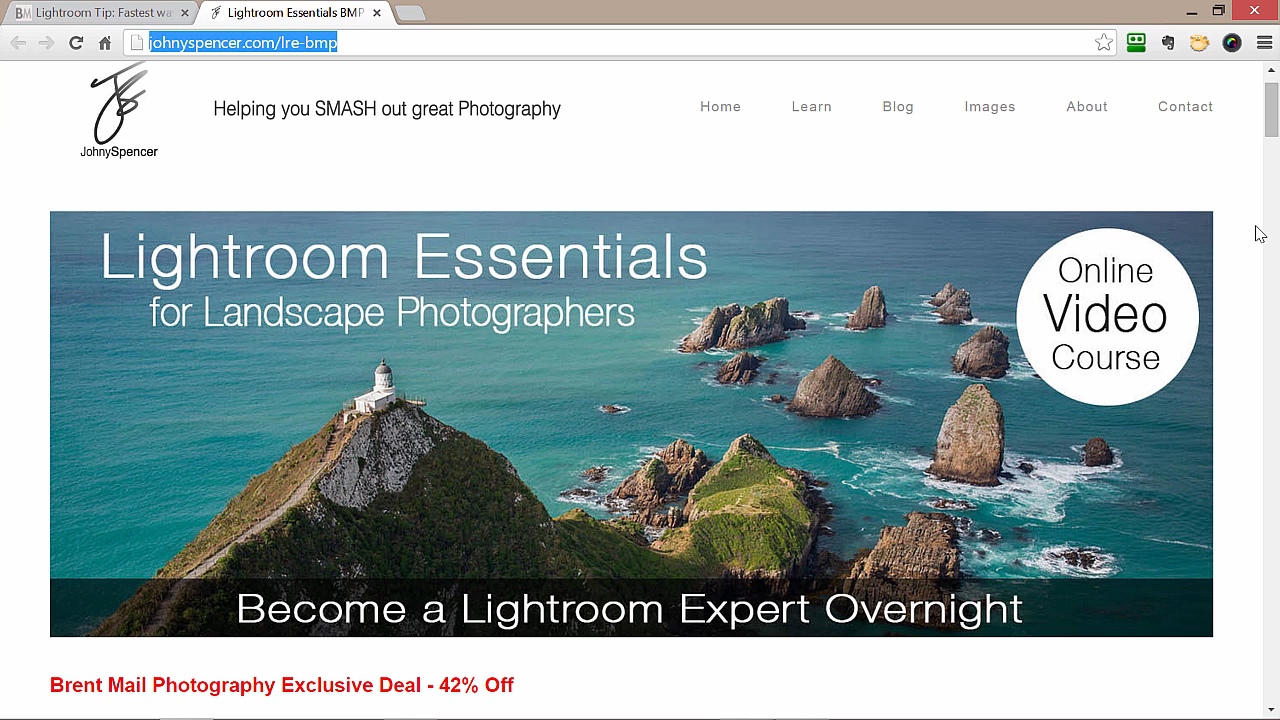 BM Lightroom Tip: Fastest wa
Lightroom Essentials BMP
johnyspencer.com/lre-bmp
JS
JohnySpencer
Helping you SMASH out great Photography
Home Learn Blog Images About Contact
Lightroom Essentials
for Landscape Photographers
Online
Video
Course
Become a Lightroom Expert Overnight
Brent Mail Photography Exclusive Deal - 42% Off